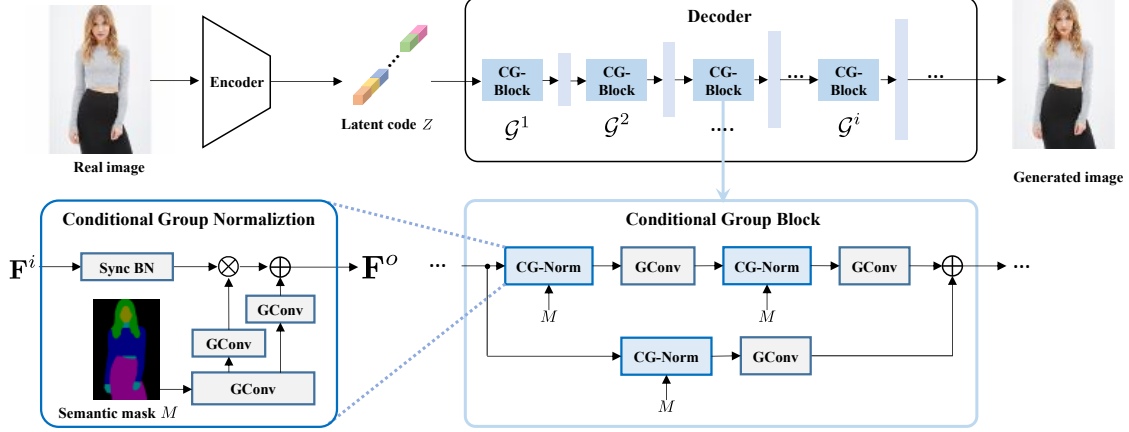 Decoder
Encoder
CG-
Block
CG-
Block
CG-
Block
...
CG-
Block
...
...
Latent code Z
𝒢¹
𝒢²
....
𝒢ⁱ
Real image
Generated image
Conditional Group Normaliztion
Conditional Group Block
𝐅ⁱ
Sync BN
⊗
⊕
𝐅ᵒ
...
CG-Norm
GConv
CG-Norm
GConv
⊕
...
GConv
M
M
GConv
CG-Norm
GConv
GConv
M
Semantic mask M